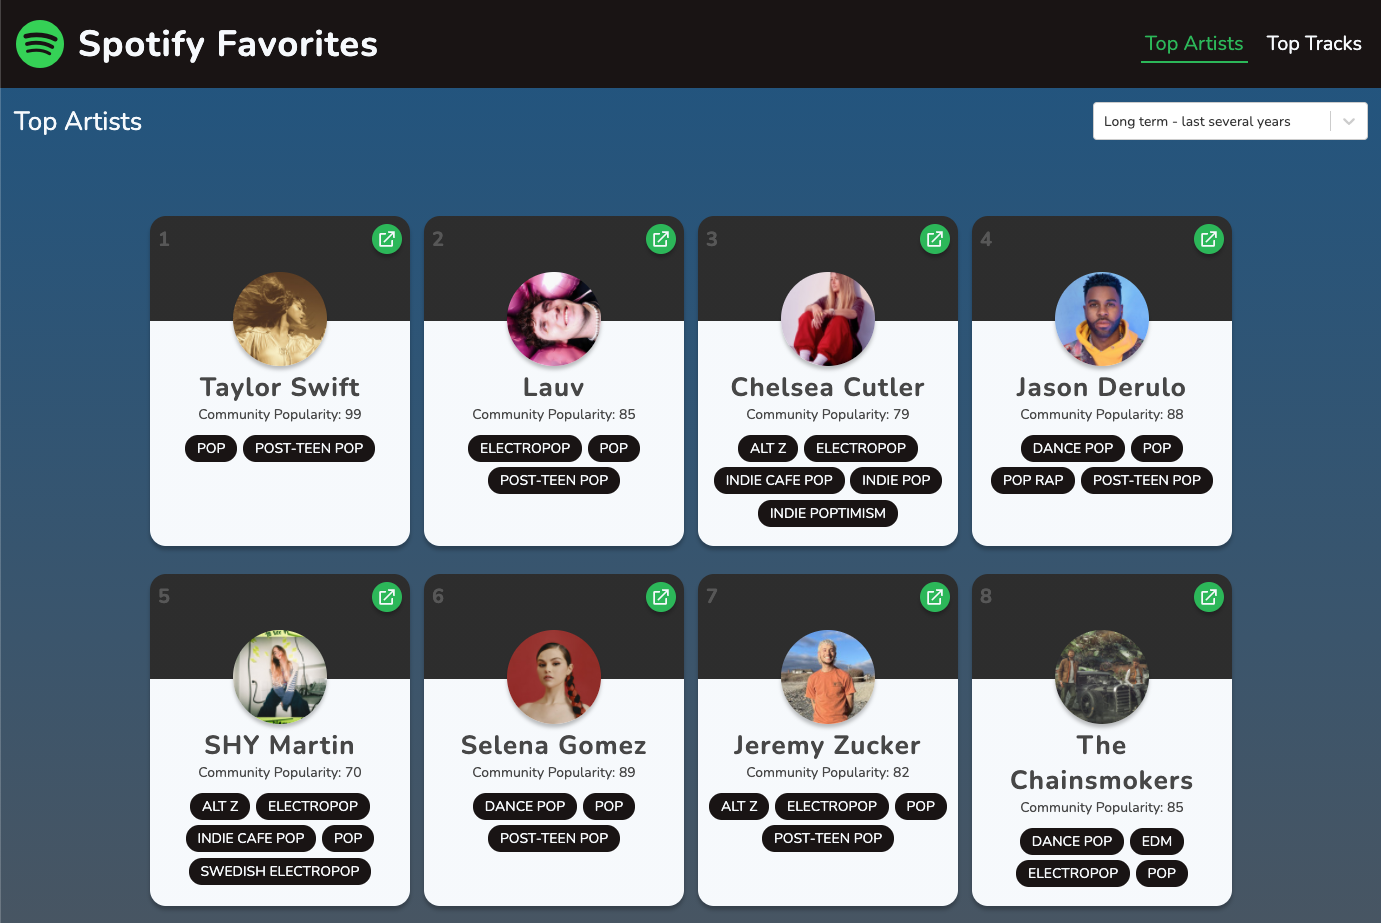 Spotify Favorites
Top Artists Top Tracks
Top Artists
Long term - last several years
1
Taylor Swift
Community Popularity: 99
POP POST-TEEN POP
2
Lauv
Community Popularity: 85
ELECTROPOP POP
POST-TEEN POP
3
Chelsea Cutler
Community Popularity: 79
ALT Z ELECTROPOP
INDIE CAFE POP INDIE POP
INDIE POPTIMISM
4
Jason Derulo
Community Popularity: 88
DANCE POP POP
POP RAP POST-TEEN POP
5
SHY Martin
Community Popularity: 70
ALT Z ELECTROPOP
INDIE CAFE POP POP
SWEDISH ELECTROPOP
6
Selena Gomez
Community Popularity: 89
DANCE POP POP
POST-TEEN POP
7
Jeremy Zucker
Community Popularity: 82
ALT Z ELECTROPOP POP
POST-TEEN POP
8
The
Chainsmokers
Community Popularity: 85
DANCE POP EDM
ELECTROPOP POP